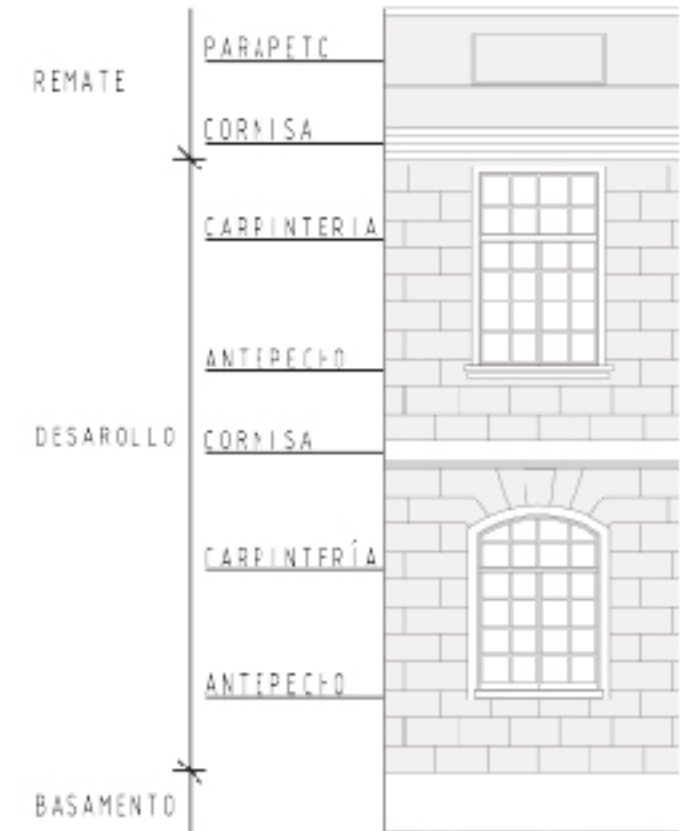 PARAPETO
REMATE
CORNISA
CARPINTERIA
ANTEPECHO
DESAROLLO
CORNISA
CARPINTERÍA
ANTEPECHO
BASAMENTO